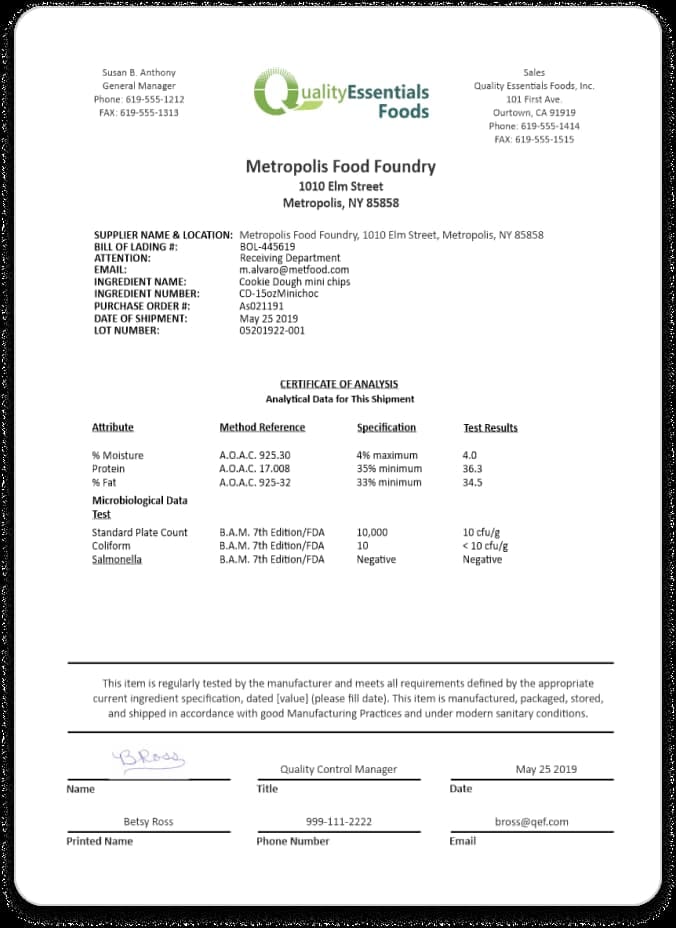 Susan B. Anthony
General Manager
Phone: 619-555-1212
FAX: 619-555-1313
QualityEssentials
Foods
Sales
Quality Essentials Foods, Inc.
101 First Ave.
Ourtown, CA 91919
Phone: 619-555-1414
FAX: 619-555-1515
Metropolis Food Foundry
1010 Elm Street
Metropolis, NY 85858
SUPPLIER NAME & LOCATION: Metropolis Food Foundry, 1010 Elm Street, Metropolis, NY 85858
BILL OF LADING #: BOL-445619
ATTENTION: Receiving Department
EMAIL: m.alvaro@metfood.com
INGREDIENT NAME: Cookie Dough mini chips
INGREDIENT NUMBER: CD-15ozMinichoc
PURCHASE ORDER #: As021191
DATE OF SHIPMENT: May 25 2019
LOT NUMBER: 05201922-001
CERTIFICATE OF ANALYSIS
Analytical Data for This Shipment
Attribute Method Reference Specification Test Results
% Moisture A.O.A.C. 925.30 4% maximum 4.0
Protein A.O.A.C. 17.008 35% minimum 36.3
% Fat A.O.A.C. 925-32 33% minimum 34.5
Microbiological Data
Test
Standard Plate Count B.A.M. 7th Edition/FDA 10,000 10 cfu/g
Coliform B.A.M. 7th Edition/FDA 10 < 10 cfu/g
Salmonella B.A.M. 7th Edition/FDA Negative Negative
This item is regularly tested by the manufacturer and meets all requirements defined by the appropriate
current ingredient specification, dated [value] (please fill date). This item is manufactured, packaged, stored,
and shipped in accordance with good Manufacturing Practices and under modern sanitary conditions.
BRoss Quality Control Manager May 25 2019
Name Title Date
Betsy Ross 999-111-2222 bross@qef.com
Printed Name Phone Number Email